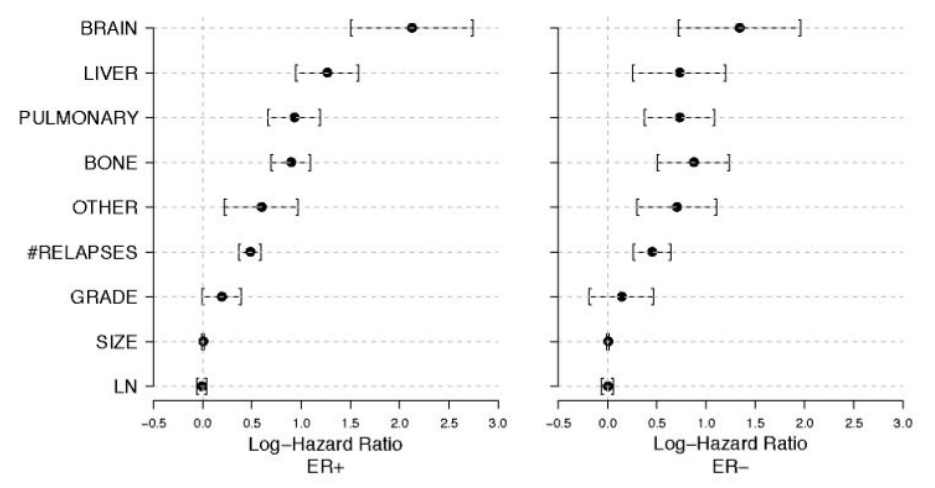 BRAIN
LIVER
PULMONARY
BONE
OTHER
#RELAPSES
GRADE
SIZE
LN
−0.5 0.0 0.5 1.0 1.5 2.0 2.5 3.0
Log−Hazard Ratio
ER+
−0.5 0.0 0.5 1.0 1.5 2.0 2.5 3.0
Log−Hazard Ratio
ER−